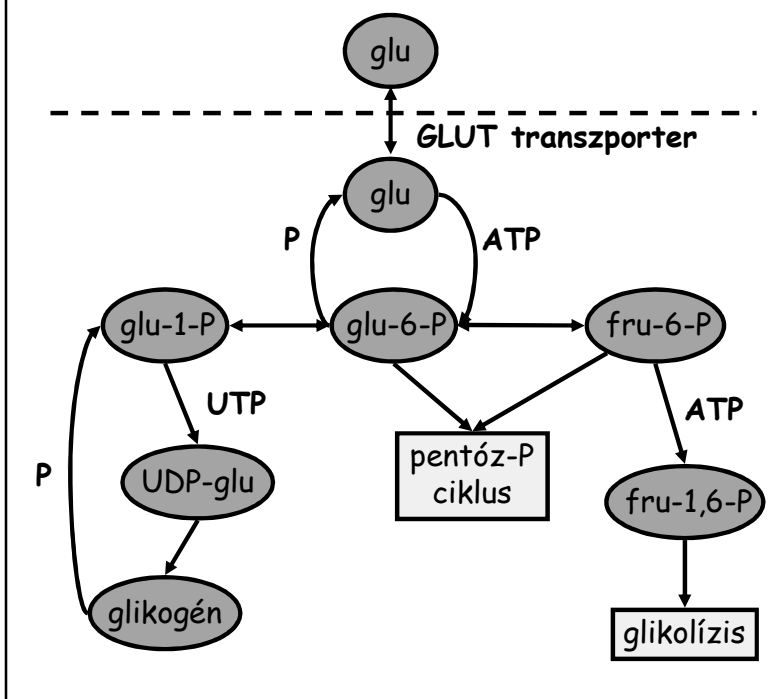 glu
GLUT transzporter
glu
P
ATP
glu-1-P
glu-6-P
fru-6-P
UTP
ATP
pentóz-P
ciklus
P
UDP-glu
fru-1,6-P
glikogén
glikolízis